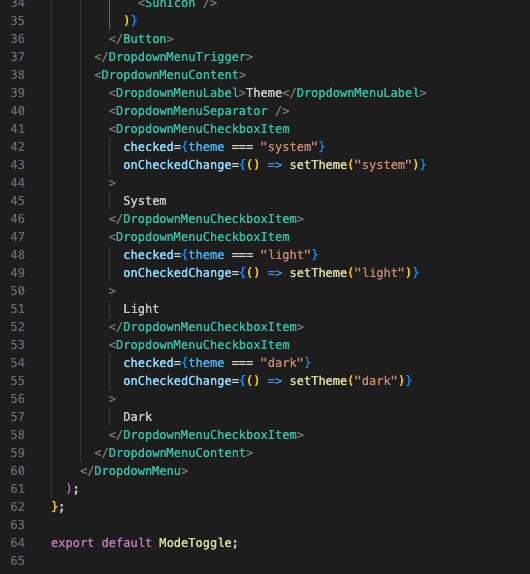 34 <SunIcon />
35 )}
36 </Button>
37 </DropdownMenuTrigger>
38 <DropdownMenuContent>
39 <DropdownMenuLabel>Theme</DropdownMenuLabel>
40 <DropdownMenuSeparator />
41 <DropdownMenuCheckboxItem
42 checked={theme === "system"}
43 onCheckedChange={() => setTheme("system")}
44 >
45 System
46 </DropdownMenuCheckboxItem>
47 <DropdownMenuCheckboxItem
48 checked={theme === "light"}
49 onCheckedChange={() => setTheme("light")}
50 >
51 Light
52 </DropdownMenuCheckboxItem>
53 <DropdownMenuCheckboxItem
54 checked={theme === "dark"}
55 onCheckedChange={() => setTheme("dark")}
56 >
57 Dark
58 </DropdownMenuCheckboxItem>
59 </DropdownMenuContent>
60 </DropdownMenu>
61 );
62 };
63
64 export default ModeToggle;
65